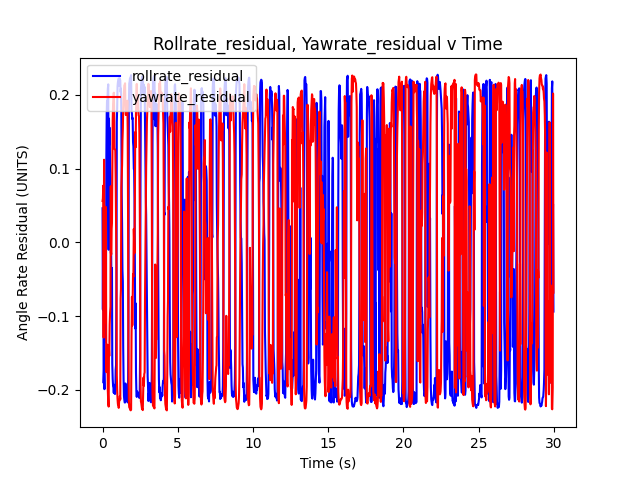 Rollrate_residual, Yawrate_residual v Time
rollrate_residual
yawrate_residual
Angle Rate Residual (UNITS)
0.2
0.1
0.0
−0.1
−0.2
0 5 10 15 20 25 30
Time (s)